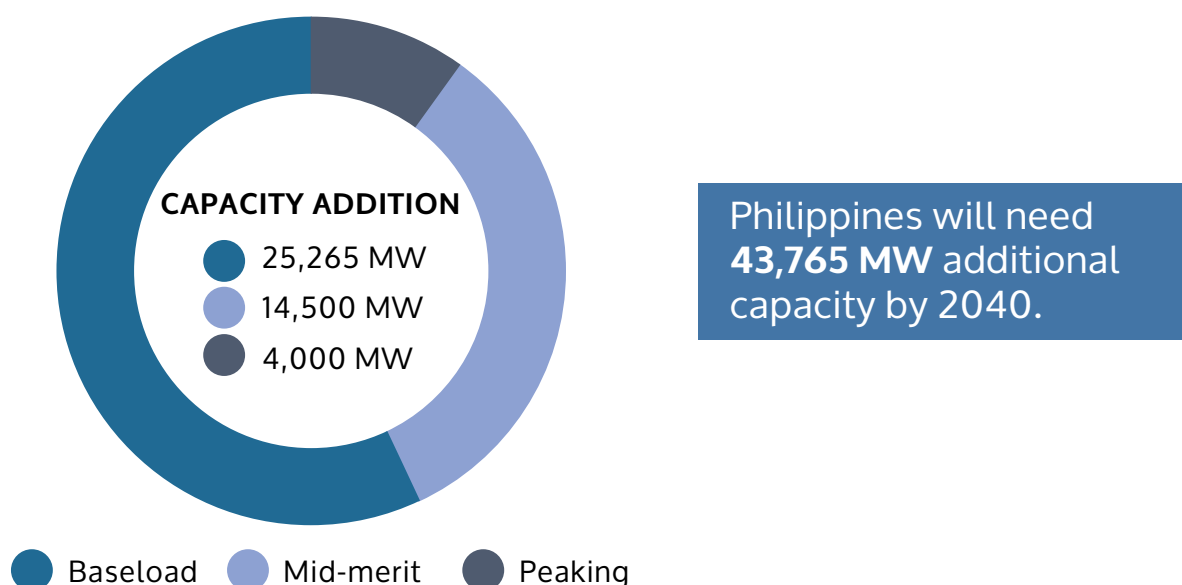 CAPACITY ADDITION
25,265 MW
14,500 MW
4,000 MW
Philippines will need
43,765 MW additional
capacity by 2040.
Baseload
Mid-merit
Peaking